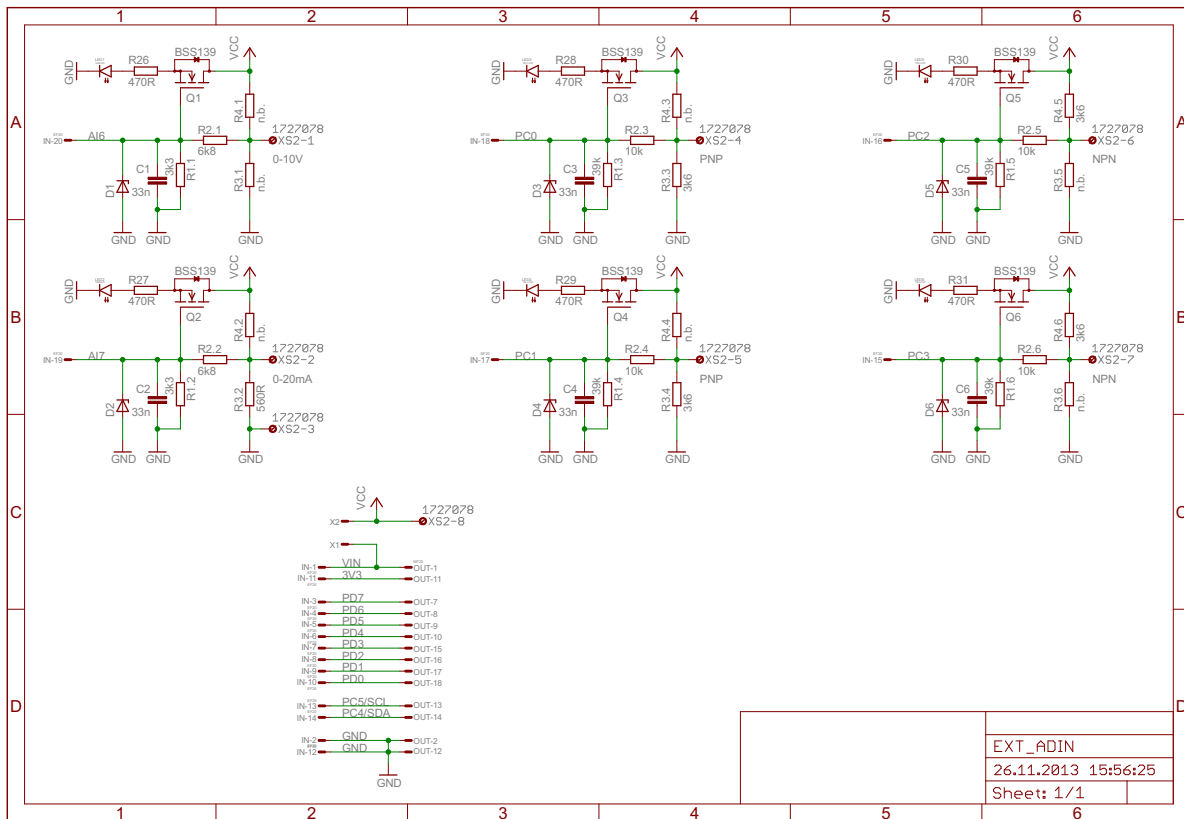 1 2 3 4 5 6
A A
GND R26 470R BSS139 Q1 VCC
R4.1 n.b.
IN-20 AI6 R2.1 6k8 1727078 XS2-1
0-10V
D1 C1 33n 3k3 R1.1 R3.1 n.b.
GND GND GND
GND R28 470R BSS139 Q3 VCC
R4.3 n.b.
IN-18 PC0 R2.3 10k 1727078 XS2-4
PNP
D3 C3 33n 39k R1.3 R3.3 3k6
GND GND GND
GND R30 470R BSS139 Q5 VCC
R4.5 3k6
IN-16 PC2 R2.5 10k 1727078 XS2-6
NPN
D5 C5 33n 39k R1.5 R3.5 n.b.
GND GND GND
B B
GND R27 470R BSS139 Q2 VCC
R4.2 n.b.
IN-19 AI7 R2.2 6k8 1727078 XS2-2
0-20mA
D2 C2 33n 3k3 R1.2 R3.2 560R
1727078 XS2-3
GND GND GND
GND R29 470R BSS139 Q4 VCC
R4.4 n.b.
IN-17 PC1 R2.4 10k 1727078 XS2-5
PNP
D4 C4 33n 39k R1.4 R3.4 3k6
GND GND GND
GND R31 470R BSS139 Q6 VCC
R4.6 3k6
IN-15 PC3 R2.6 10k 1727078 XS2-7
NPN
D6 C6 33n 39k R1.6 R3.6 n.b.
GND GND GND
C C
VCC
X2 1727078 XS2-8
X1
IN-1 VIN OUT-1
IN-11 3V3 OUT-11
IN-3 PD7 OUT-7
IN-4 PD6 OUT-8
IN-5 PD5 OUT-9
IN-6 PD4 OUT-10
IN-7 PD3 OUT-15
IN-8 PD2 OUT-16
IN-9 PD1 OUT-17
IN-10 PD0 OUT-18
IN-13 PC5/SCL OUT-13
IN-14 PC4/SDA OUT-14
IN-2 GND OUT-2
IN-12 GND OUT-12
GND
D D
EXT_ADIN
26.11.2013 15:56:25
Sheet: 1/1
1 2 3 4 5 6